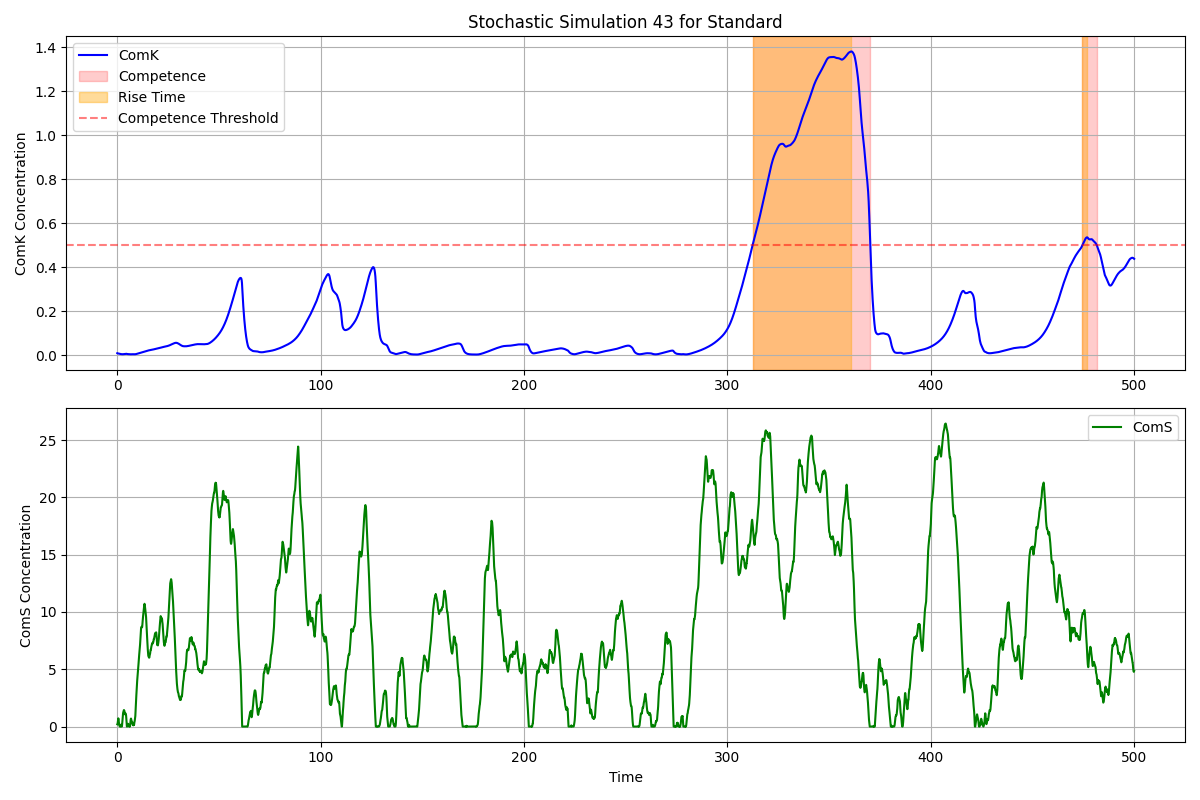 Stochastic Simulation 43 for Standard
ComK Concentration
1.4
1.2
1.0
0.8
0.6
0.4
0.2
0.0
ComK
Competence
Rise Time
Competence Threshold
0 100 200 300 400 500
ComS Concentration
25
20
15
10
5
0
ComS
0 100 200 300 400 500
Time